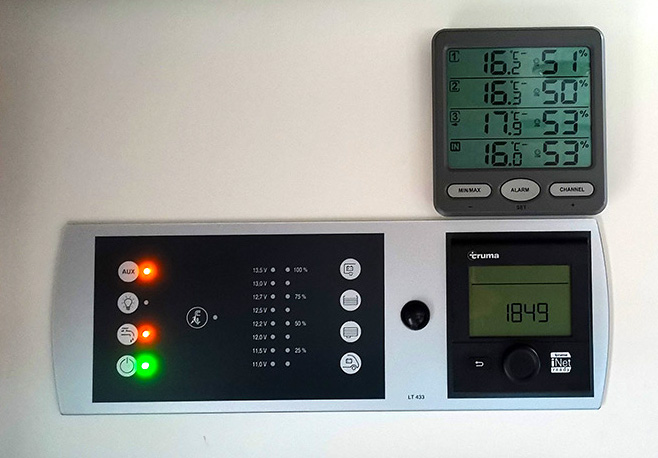 1 16.2 °C 51%
2 16.3 °C 50%
3 17.9 °C 53%
IN 16.0 °C 53%
MIN/MAX ALARM CHANNEL
− SET +
AUX
13,5 V 100 %
13,0 V
12,7 V 75 %
12,5 V
12,2 V 50 %
12,0 V
11,5 V 25 %
11,0 V
LT 433
truma
1849
iNet
ready